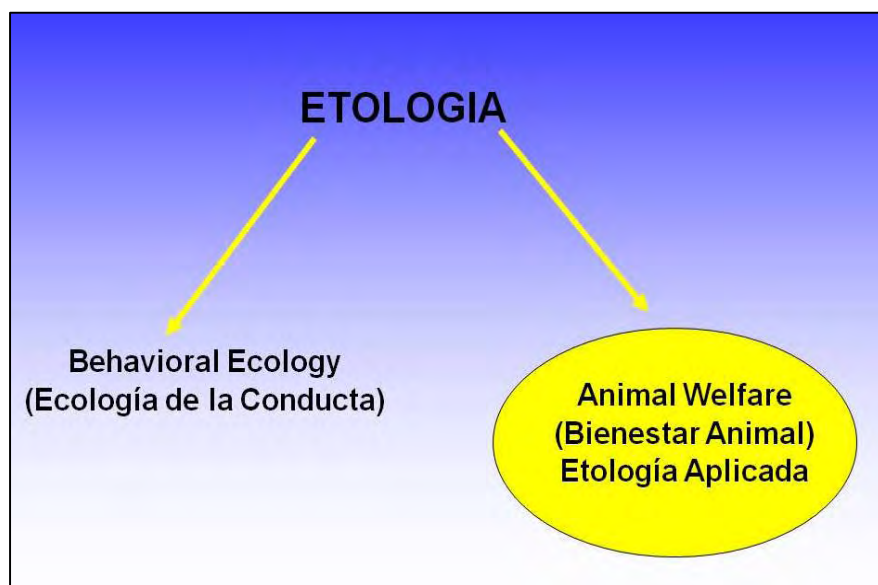 ETOLOGIA
Behavioral Ecology
(Ecología de la Conducta)
Animal Welfare
(Bienestar Animal)
Etología Aplicada